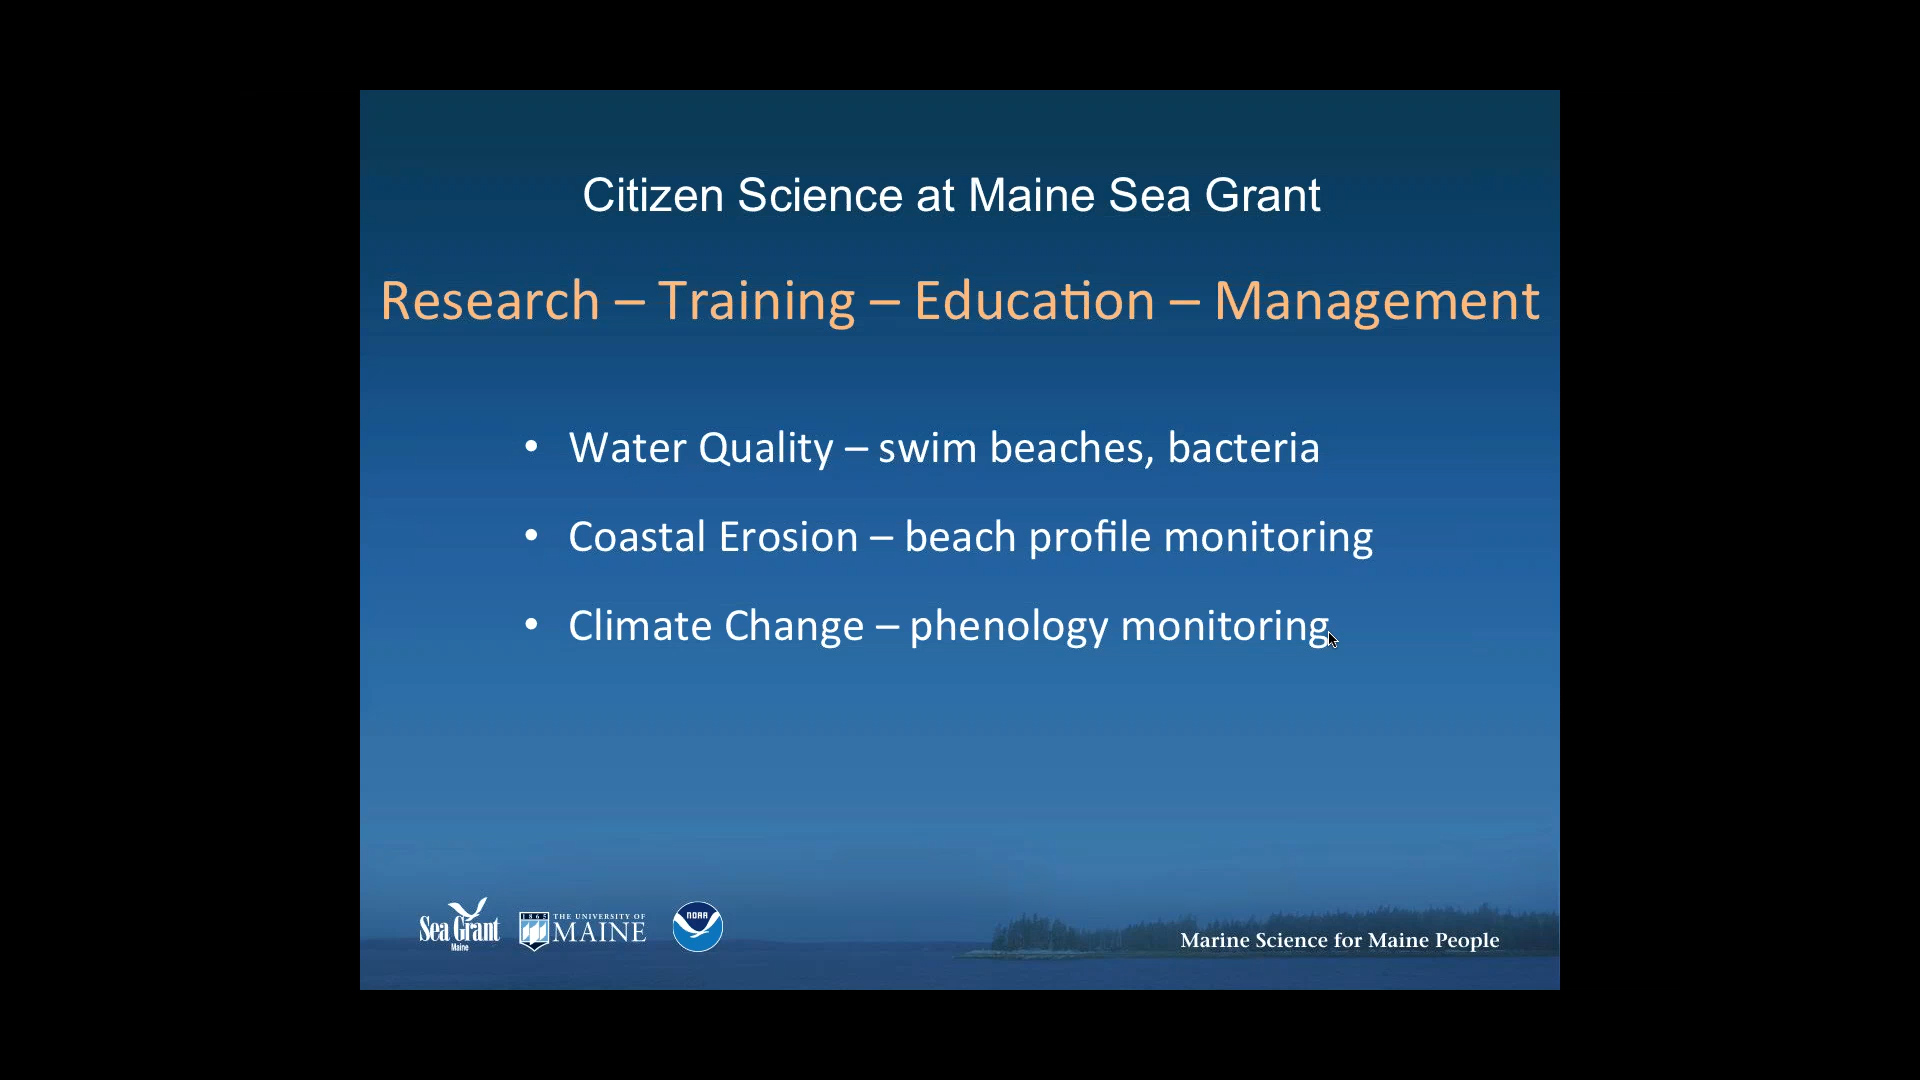 Citizen Science at Maine Sea Grant
Research – Training – Education – Management
• Water Quality – swim beaches, bacteria
• Coastal Erosion – beach profile monitoring
• Climate Change – phenology monitoring
Sea Grant
Maine
1865
THE UNIVERSITY OF
MAINE
NOAA
Marine Science for Maine People